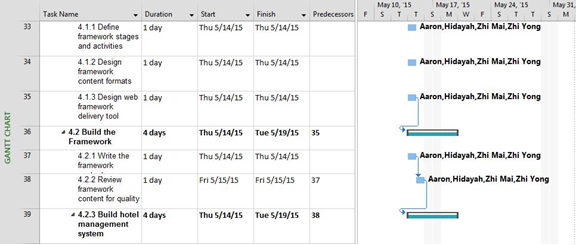 Task Name Duration Start Finish Predecessors
May 10, '15 May 17, '15 May 24, '15 May 31,
F S T T S M W F S T T S M
GANTT CHART
33 4.1.1 Define framework stages and activities 1 day Thu 5/14/15 Thu 5/14/15 Aaron,Hidayah,Zhi Mai,Zhi Yong
34 4.1.2 Design framework content formats 1 day Thu 5/14/15 Thu 5/14/15 Aaron,Hidayah,Zhi Mai,Zhi Yong
35 4.1.3 Design web framework delivery tool 1 day Thu 5/14/15 Thu 5/14/15 Aaron,Hidayah,Zhi Mai,Zhi Yong
36 4.2 Build the Framework 4 days Thu 5/14/15 Tue 5/19/15 35
37 4.2.1 Write the framework 1 day Thu 5/14/15 Thu 5/14/15 Aaron,Hidayah,Zhi Mai,Zhi Yong
38 4.2.2 Review framework content for quality 1 day Fri 5/15/15 Fri 5/15/15 37 Aaron,Hidayah,Zhi Mai,Zhi Yong
39 4.2.3 Build hotel management system 4 days Thu 5/14/15 Tue 5/19/15 38